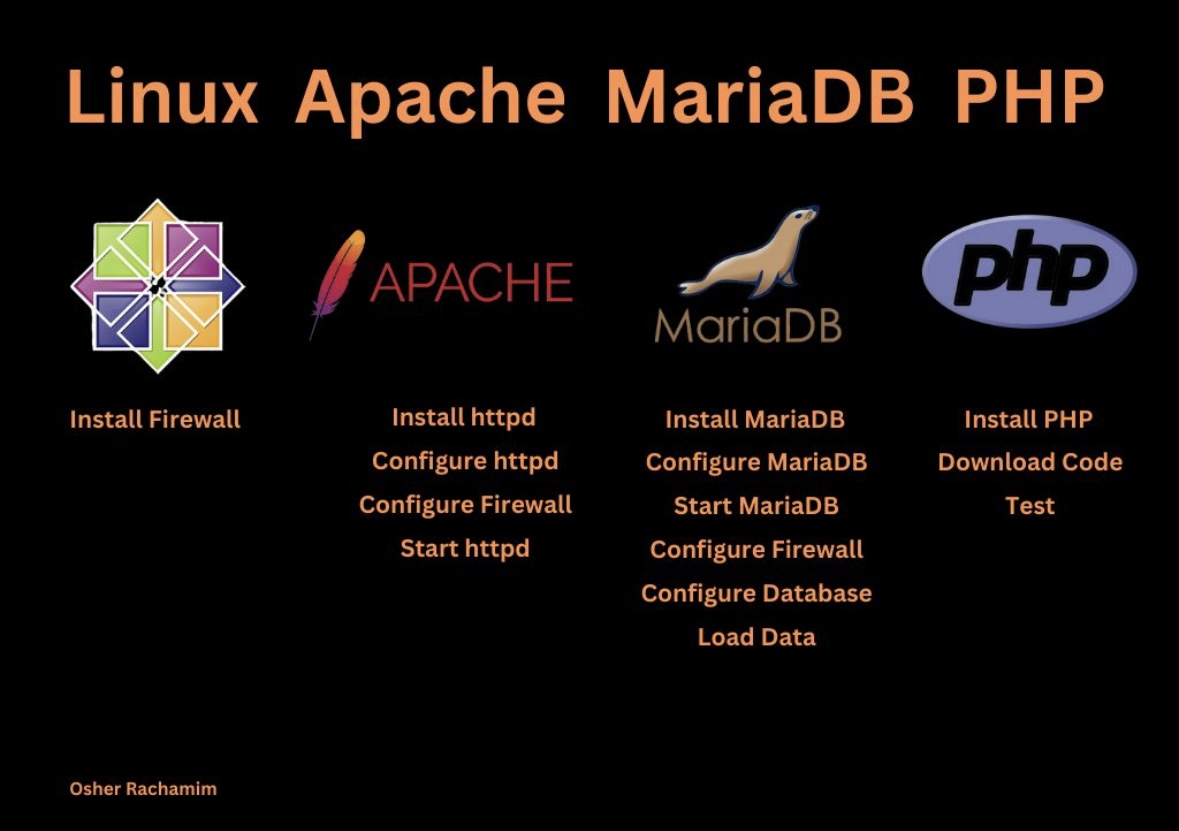 Linux Apache MariaDB PHP
APACHE
MariaDB
php
Install Firewall
Install httpd
Configure httpd
Configure Firewall
Start httpd
Install MariaDB
Configure MariaDB
Start MariaDB
Configure Firewall
Configure Database
Load Data
Install PHP
Download Code
Test
Osher Rachamim